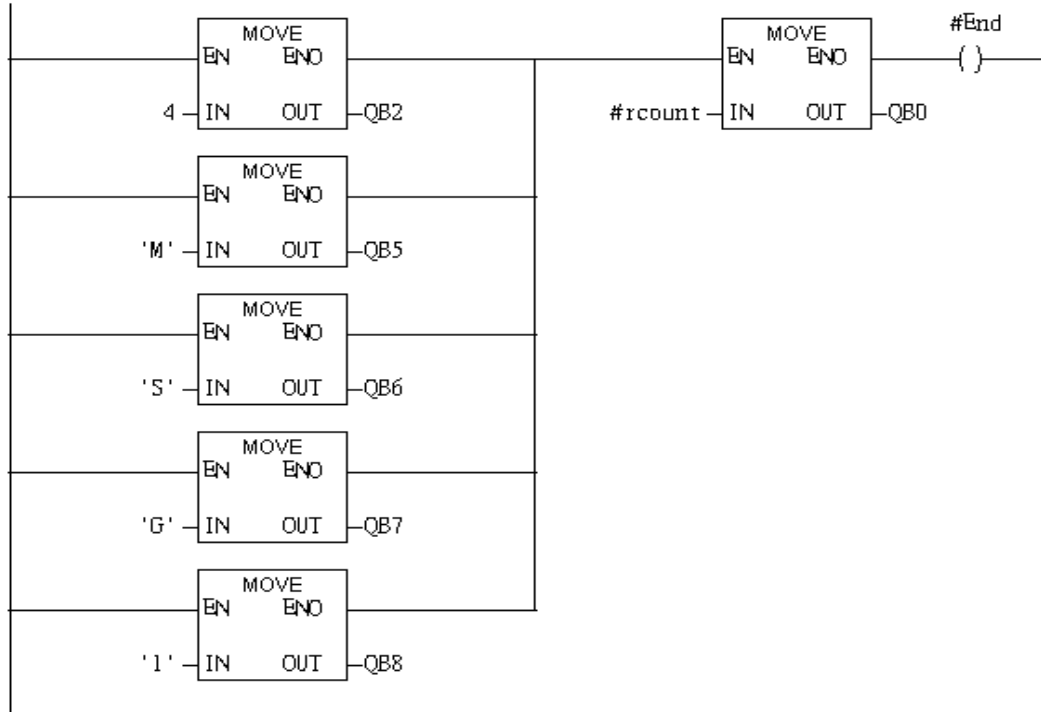 #End
MOVE MOVE
EN ENO EN ENO ( )
4 IN OUT QB2 #rcount IN OUT QB0
MOVE
EN ENO
'M' IN OUT QB5
MOVE
EN ENO
'S' IN OUT QB6
MOVE
EN ENO
'G' IN OUT QB7
MOVE
EN ENO
'1' IN OUT QB8